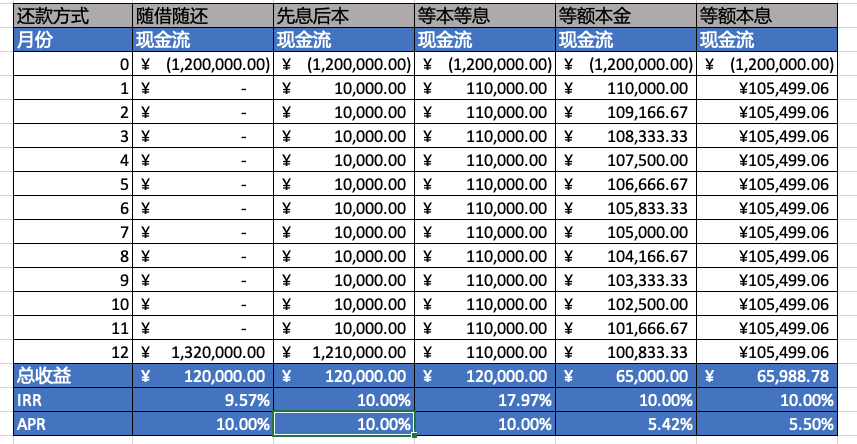 还款方式 随借随还 先息后本 等本等息 等额本金 等额本息
月份 现金流 现金流 现金流 现金流 现金流
0 ¥ (1,200,000.00) ¥ (1,200,000.00) ¥ (1,200,000.00) ¥ (1,200,000.00) ¥ (1,200,000.00)
1 ¥ - ¥ 10,000.00 ¥ 110,000.00 ¥ 110,000.00 ¥105,499.06
2 ¥ - ¥ 10,000.00 ¥ 110,000.00 ¥ 109,166.67 ¥105,499.06
3 ¥ - ¥ 10,000.00 ¥ 110,000.00 ¥ 108,333.33 ¥105,499.06
4 ¥ - ¥ 10,000.00 ¥ 110,000.00 ¥ 107,500.00 ¥105,499.06
5 ¥ - ¥ 10,000.00 ¥ 110,000.00 ¥ 106,666.67 ¥105,499.06
6 ¥ - ¥ 10,000.00 ¥ 110,000.00 ¥ 105,833.33 ¥105,499.06
7 ¥ - ¥ 10,000.00 ¥ 110,000.00 ¥ 105,000.00 ¥105,499.06
8 ¥ - ¥ 10,000.00 ¥ 110,000.00 ¥ 104,166.67 ¥105,499.06
9 ¥ - ¥ 10,000.00 ¥ 110,000.00 ¥ 103,333.33 ¥105,499.06
10 ¥ - ¥ 10,000.00 ¥ 110,000.00 ¥ 102,500.00 ¥105,499.06
11 ¥ - ¥ 10,000.00 ¥ 110,000.00 ¥ 101,666.67 ¥105,499.06
12 ¥ 1,320,000.00 ¥ 1,210,000.00 ¥ 110,000.00 ¥ 100,833.33 ¥105,499.06
总收益 ¥ 120,000.00 ¥ 120,000.00 ¥ 120,000.00 ¥ 65,000.00 ¥ 65,988.78
IRR 9.57% 10.00% 17.97% 10.00% 10.00%
APR 10.00% 10.00% 10.00% 5.42% 5.50%